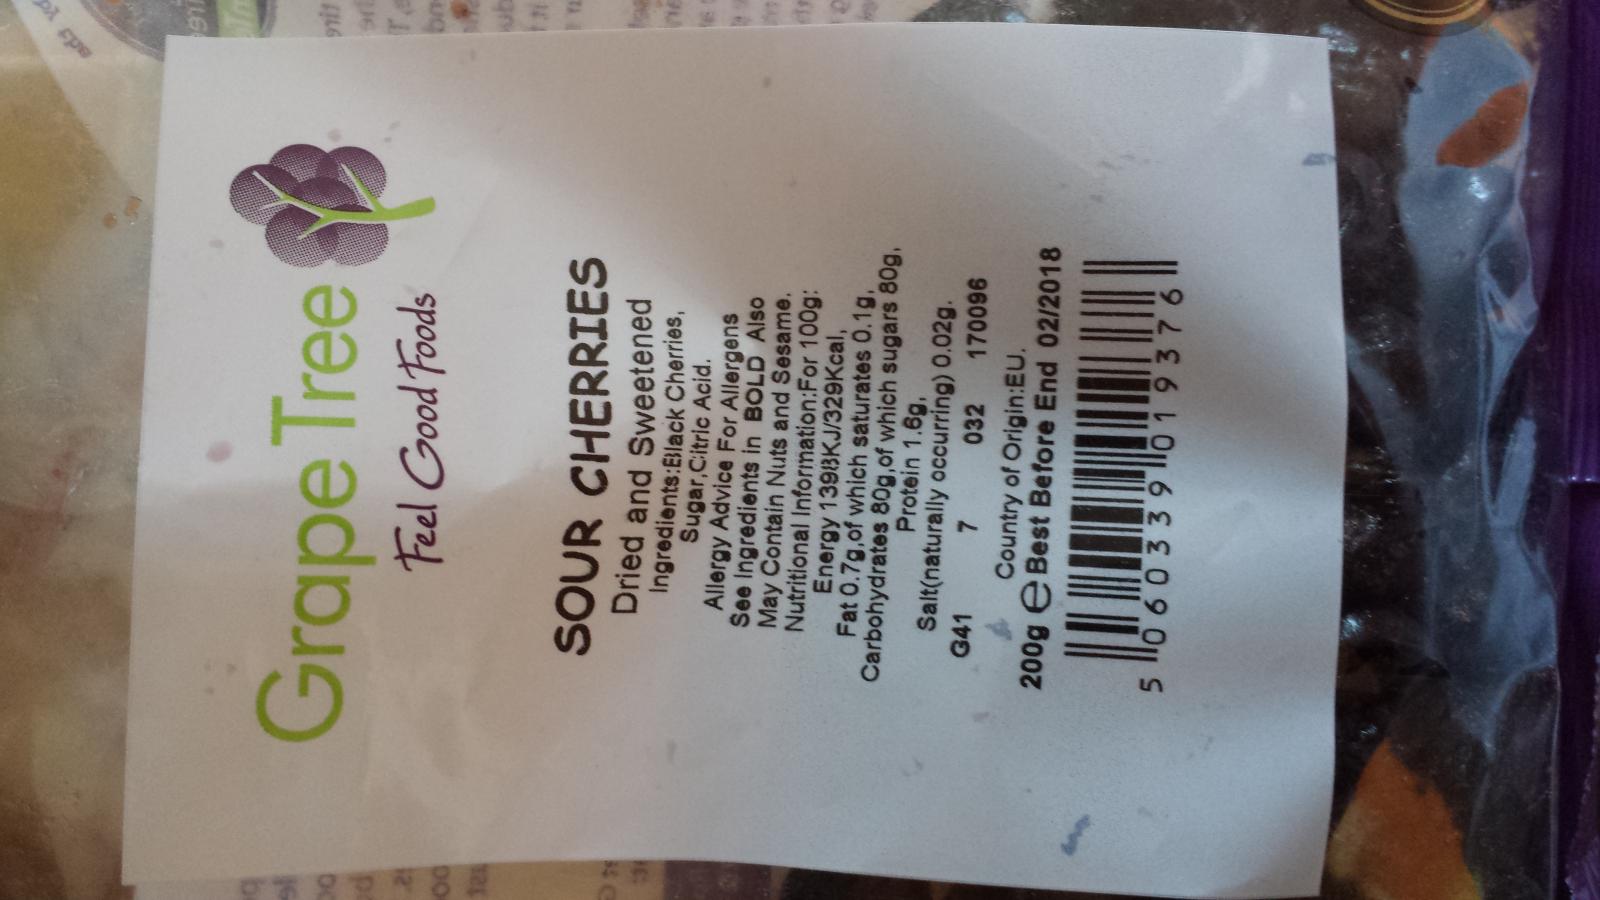 Grape Tree
Feel Good Foods
SOUR CHERRIES
Dried and Sweetened
Ingredients:Black Cherries,
Sugar,Citric Acid.
Allergy Advice For Allergens
See Ingredients in BOLD Also
May Contain Nuts and Sesame.
Nutritional Information:For 100g:
Energy 1398KJ/329Kcal,
Fat 0.7g,of which saturates 0.1g,
Carbohydrates 80g,of which sugars 80g,
Protein 1.6g,
Salt(naturally occurring) 0.02g.
G41 7 032 170096
Country of Origin:EU.
200g e Best Before End 02/2018
5 060339 019376